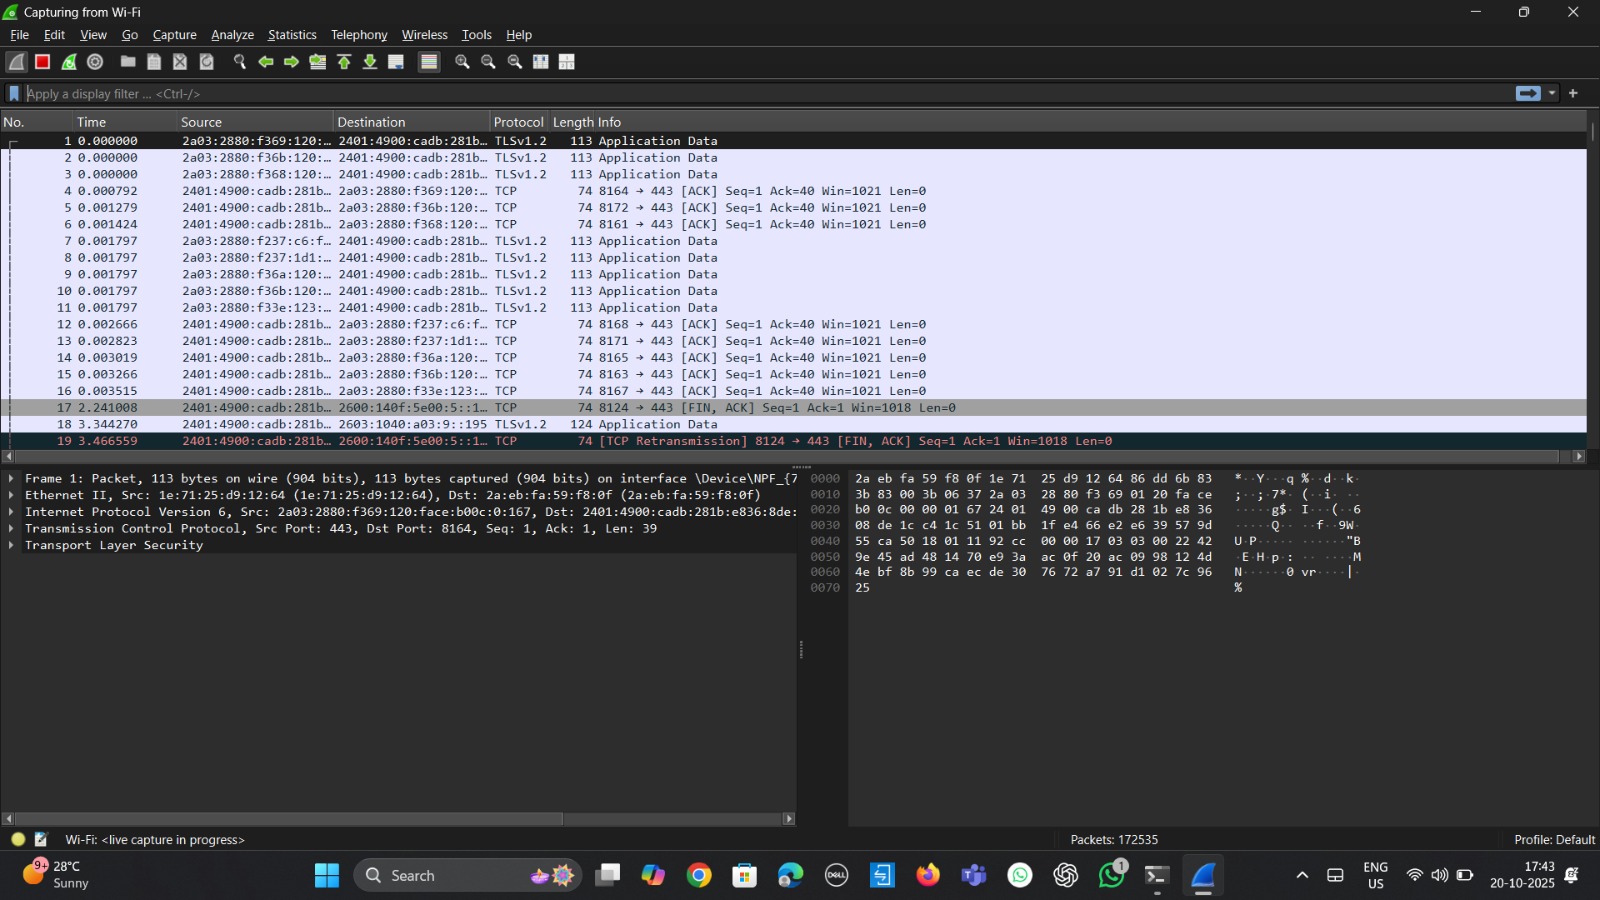 Capturing from Wi-Fi
File Edit View Go Capture Analyze Statistics Telephony Wireless Tools Help
Apply a display filter ... <Ctrl-/>
No. Time Source Destination Protocol Length Info
1 0.000000 2a03:2880:f369:120:… 2401:4900:cadb:281b… TLSv1.2 113 Application Data
2 0.000000 2a03:2880:f36b:120:… 2401:4900:cadb:281b… TLSv1.2 113 Application Data
3 0.000000 2a03:2880:f368:120:… 2401:4900:cadb:281b… TLSv1.2 113 Application Data
4 0.000792 2401:4900:cadb:281b… 2a03:2880:f369:120:… TCP 74 8164 → 443 [ACK] Seq=1 Ack=40 Win=1021 Len=0
5 0.001279 2401:4900:cadb:281b… 2a03:2880:f36b:120:… TCP 74 8172 → 443 [ACK] Seq=1 Ack=40 Win=1021 Len=0
6 0.001424 2401:4900:cadb:281b… 2a03:2880:f368:120:… TCP 74 8161 → 443 [ACK] Seq=1 Ack=40 Win=1021 Len=0
7 0.001797 2a03:2880:f237:c6:f… 2401:4900:cadb:281b… TLSv1.2 113 Application Data
8 0.001797 2a03:2880:f237:1d1:… 2401:4900:cadb:281b… TLSv1.2 113 Application Data
9 0.001797 2a03:2880:f36a:120:… 2401:4900:cadb:281b… TLSv1.2 113 Application Data
10 0.001797 2a03:2880:f36b:120:… 2401:4900:cadb:281b… TLSv1.2 113 Application Data
11 0.001797 2a03:2880:f33e:123:… 2401:4900:cadb:281b… TLSv1.2 113 Application Data
12 0.002666 2401:4900:cadb:281b… 2a03:2880:f237:c6:f… TCP 74 8168 → 443 [ACK] Seq=1 Ack=40 Win=1021 Len=0
13 0.002823 2401:4900:cadb:281b… 2a03:2880:f237:1d1:… TCP 74 8171 → 443 [ACK] Seq=1 Ack=40 Win=1021 Len=0
14 0.003019 2401:4900:cadb:281b… 2a03:2880:f36a:120:… TCP 74 8165 → 443 [ACK] Seq=1 Ack=40 Win=1021 Len=0
15 0.003266 2401:4900:cadb:281b… 2a03:2880:f36b:120:… TCP 74 8163 → 443 [ACK] Seq=1 Ack=40 Win=1021 Len=0
16 0.003515 2401:4900:cadb:281b… 2a03:2880:f33e:123:… TCP 74 8167 → 443 [ACK] Seq=1 Ack=40 Win=1021 Len=0
17 2.241008 2401:4900:cadb:281b… 2600:140f:5e00:5::1… TCP 74 8124 → 443 [FIN, ACK] Seq=1 Ack=1 Win=1018 Len=0
18 3.344270 2401:4900:cadb:281b… 2603:1040:a03:9::195 TLSv1.2 124 Application Data
19 3.466559 2401:4900:cadb:281b… 2600:140f:5e00:5::1… TCP 74 [TCP Retransmission] 8124 → 443 [FIN, ACK] Seq=1 Ack=1 Win=1018 Len=0
Frame 1: Packet, 113 bytes on wire (904 bits), 113 bytes captured (904 bits) on interface \Device\NPF_{7
Ethernet II, Src: 1e:71:25:d9:12:64 (1e:71:25:d9:12:64), Dst: 2a:eb:fa:59:f8:0f (2a:eb:fa:59:f8:0f)
Internet Protocol Version 6, Src: 2a03:2880:f369:120:face:b00c:0:167, Dst: 2401:4900:cadb:281b:e836:8de:
Transmission Control Protocol, Src Port: 443, Dst Port: 8164, Seq: 1, Ack: 1, Len: 39
Transport Layer Security
0000 2a eb fa 59 f8 0f 1e 71 25 d9 12 64 86 dd 6b 83 *··Y···q %··d··k·
0010 3b 83 00 3b 06 37 2a 03 28 80 f3 69 01 20 fa ce ;··;·7*· (··i· ··
0020 b0 0c 00 00 01 67 24 01 49 00 ca db 28 1b e8 36 ·····g$· I···(··6
0030 08 de 1c c4 1c 51 01 bb 1f e4 66 e2 e6 39 57 9d ·····Q·· ··f··9W·
0040 55 ca 50 18 01 11 92 cc 00 00 17 03 03 00 22 42 U·P····· ······"B
0050 9e 45 ad 48 14 70 e9 3a ac 0f 20 ac 09 98 12 4d ·E·H·p·: ·· ····M
0060 4e bf 8b 99 ca ec de 30 76 72 a7 91 d1 02 7c 96 N······0 vr····|·
0070 25 %
Wi-Fi: <live capture in progress>
Packets: 172535
Profile: Default
9+
28°C
Sunny
Search
DELL
1
ENG
US
17:43
20-10-2025